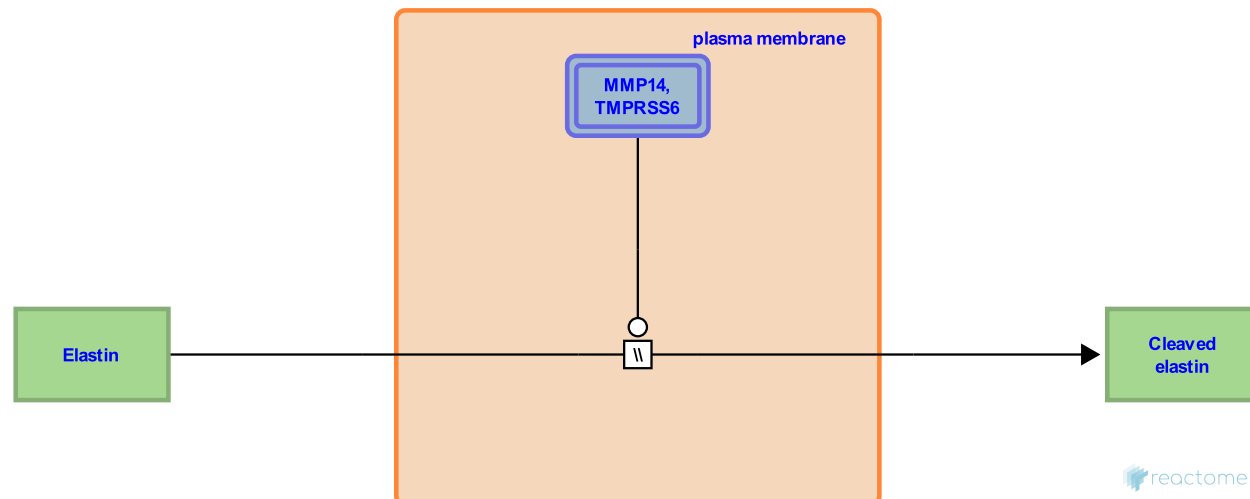 plasma membrane
MMP14,
TMPRSS6
Elastin
\\
Cleaved
elastin
reactome